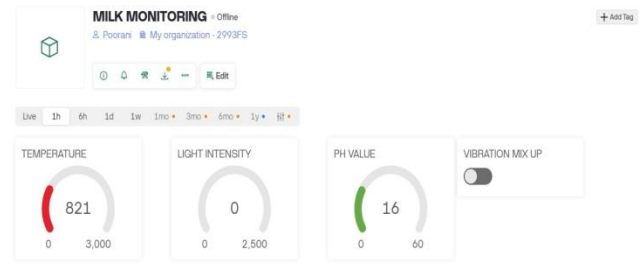 MILK MONITORING • Offline
+ Add Tag
Poorani My organization - 2993FS
Edit
Live 1h 6h 1d 1w 1mo • 3mo • 6mo • 1y •
TEMPERATURE
821
0 3,000
LIGHT INTENSITY
0
0 2,500
PH VALUE
16
0 60
VIBRATION MIX UP